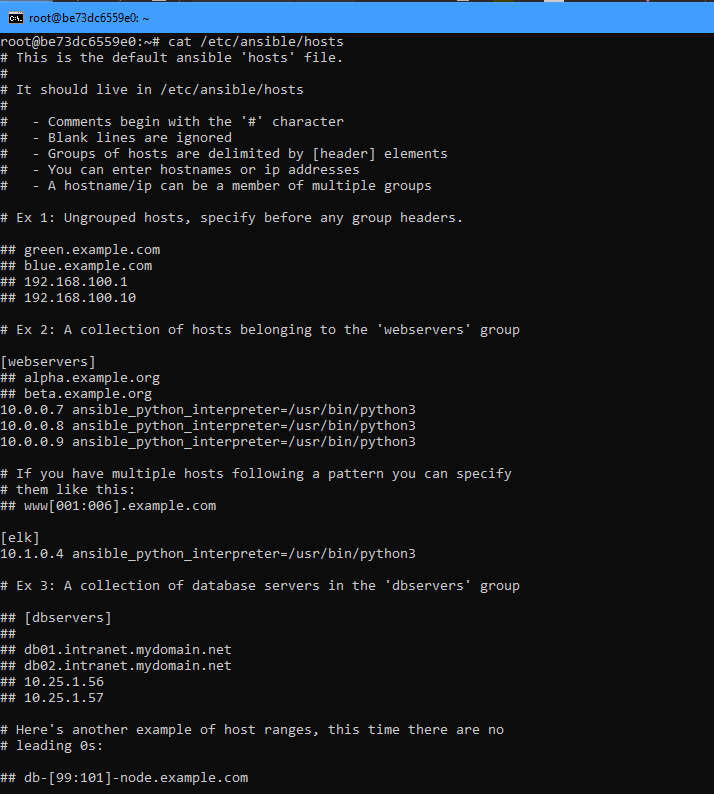 root@be73dc6559e0: ~
root@be73dc6559e0:~# cat /etc/ansible/hosts
# This is the default ansible 'hosts' file.
#
# It should live in /etc/ansible/hosts
#
#   - Comments begin with the '#' character
#   - Blank lines are ignored
#   - Groups of hosts are delimited by [header] elements
#   - You can enter hostnames or ip addresses
#   - A hostname/ip can be a member of multiple groups
# Ex 1: Ungrouped hosts, specify before any group headers.
## green.example.com
## blue.example.com
## 192.168.100.1
## 192.168.100.10
# Ex 2: A collection of hosts belonging to the 'webservers' group
[webservers]
## alpha.example.org
## beta.example.org
10.0.0.7 ansible_python_interpreter=/usr/bin/python3
10.0.0.8 ansible_python_interpreter=/usr/bin/python3
10.0.0.9 ansible_python_interpreter=/usr/bin/python3
# If you have multiple hosts following a pattern you can specify
# them like this:
## www[001:006].example.com
[elk]
10.1.0.4 ansible_python_interpreter=/usr/bin/python3
# Ex 3: A collection of database servers in the 'dbservers' group
## [dbservers]
##
## db01.intranet.mydomain.net
## db02.intranet.mydomain.net
## 10.25.1.56
## 10.25.1.57
# Here's another example of host ranges, this time there are no
# leading 0s:
## db-[99:101]-node.example.com